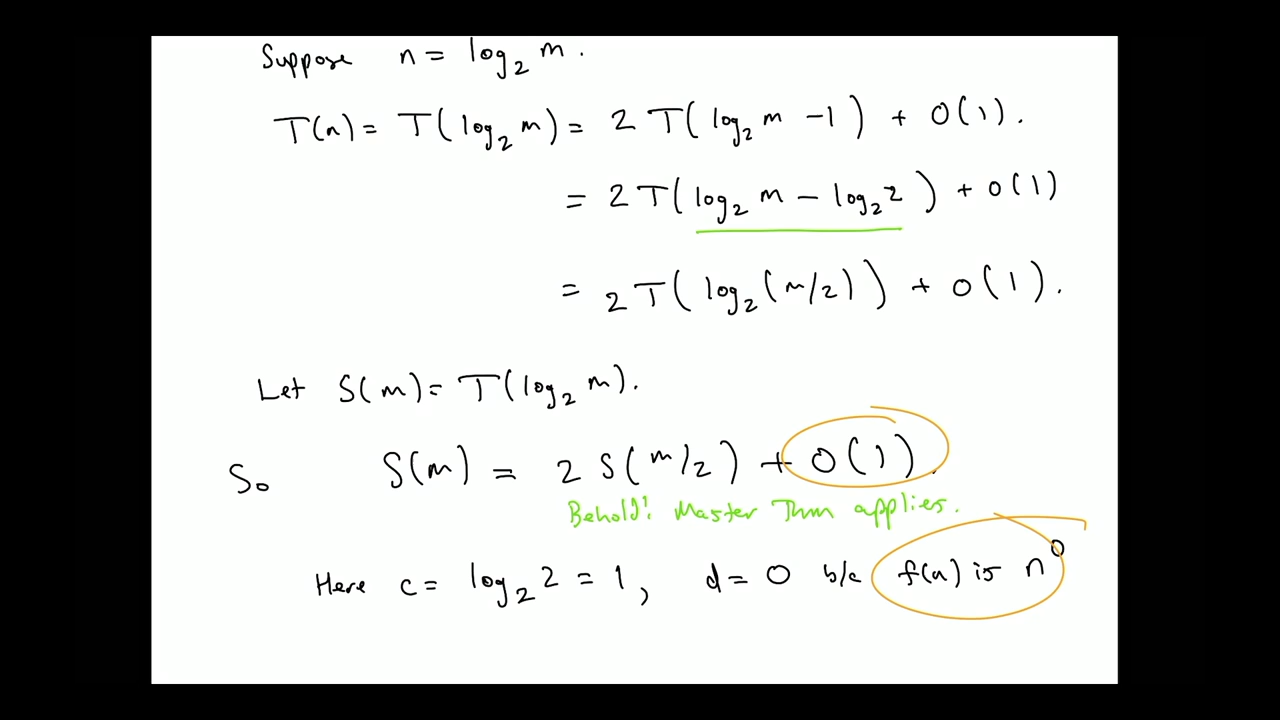 Suppose n = log₂ m.
T(n) = T(log₂ m) = 2 T(log₂ m - 1) + O(1).
= 2 T(log₂ m - log₂ 2) + O(1)
= 2 T(log₂ (m/2)) + O(1).
Let S(m) = T(log₂ m).
So S(m) = 2 S(m/2) + O(1).
Behold! Master Thm applies.
Here c = log₂ 2 = 1, d = 0 b/c f(n) is n⁰